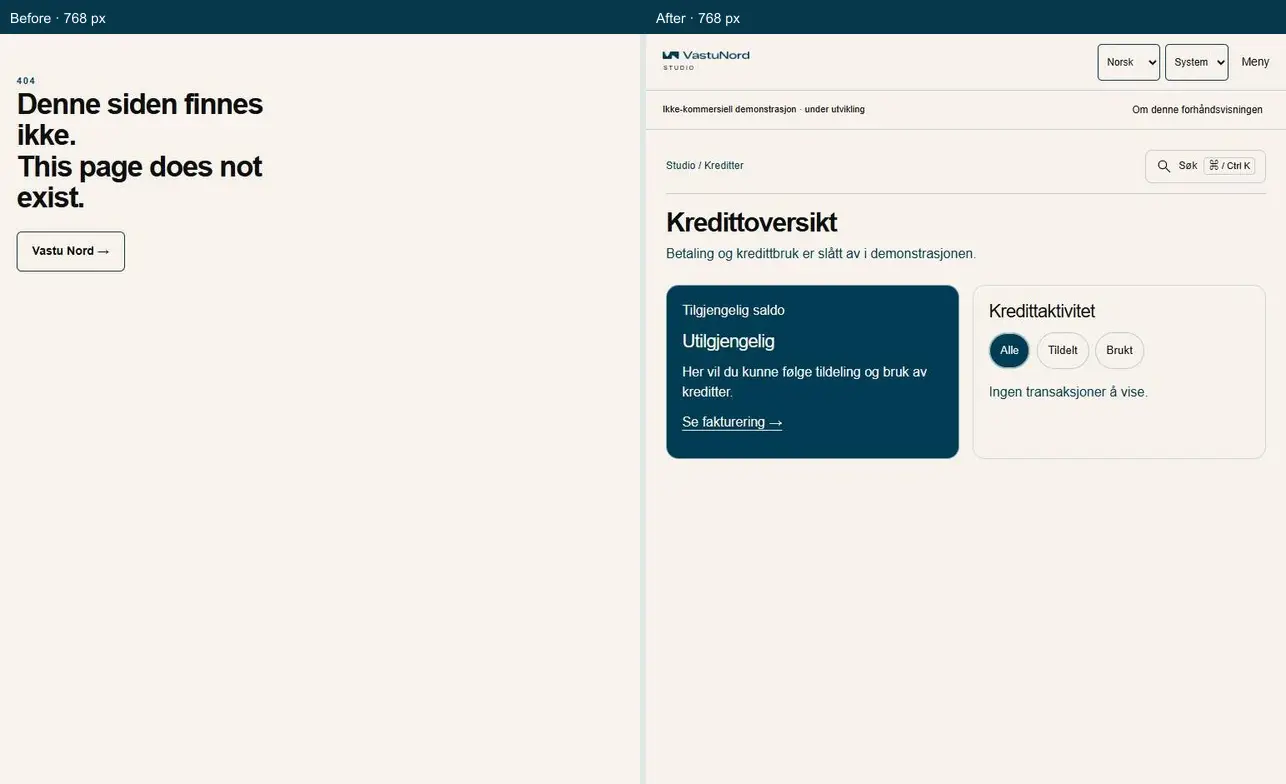 Before · 768 px
404
Denne siden finnes
ikke.
This page does not
exist.
Vastu Nord →
After · 768 px
VastuNord
STUDIO
Norsk
System
Meny
Ikke-kommersiell demonstrasjon · under utvikling
Om denne forhåndsvisningen
Studio / Kreditter
Søk
⌘ / Ctrl K
Kredittoversikt
Betaling og kredittbruk er slått av i demonstrasjonen.
Tilgjengelig saldo
Utilgjengelig
Her vil du kunne følge tildeling og bruk av
kreditter.
Se fakturering →
Kredittaktivitet
Alle
Tildelt
Brukt
Ingen transaksjoner å vise.